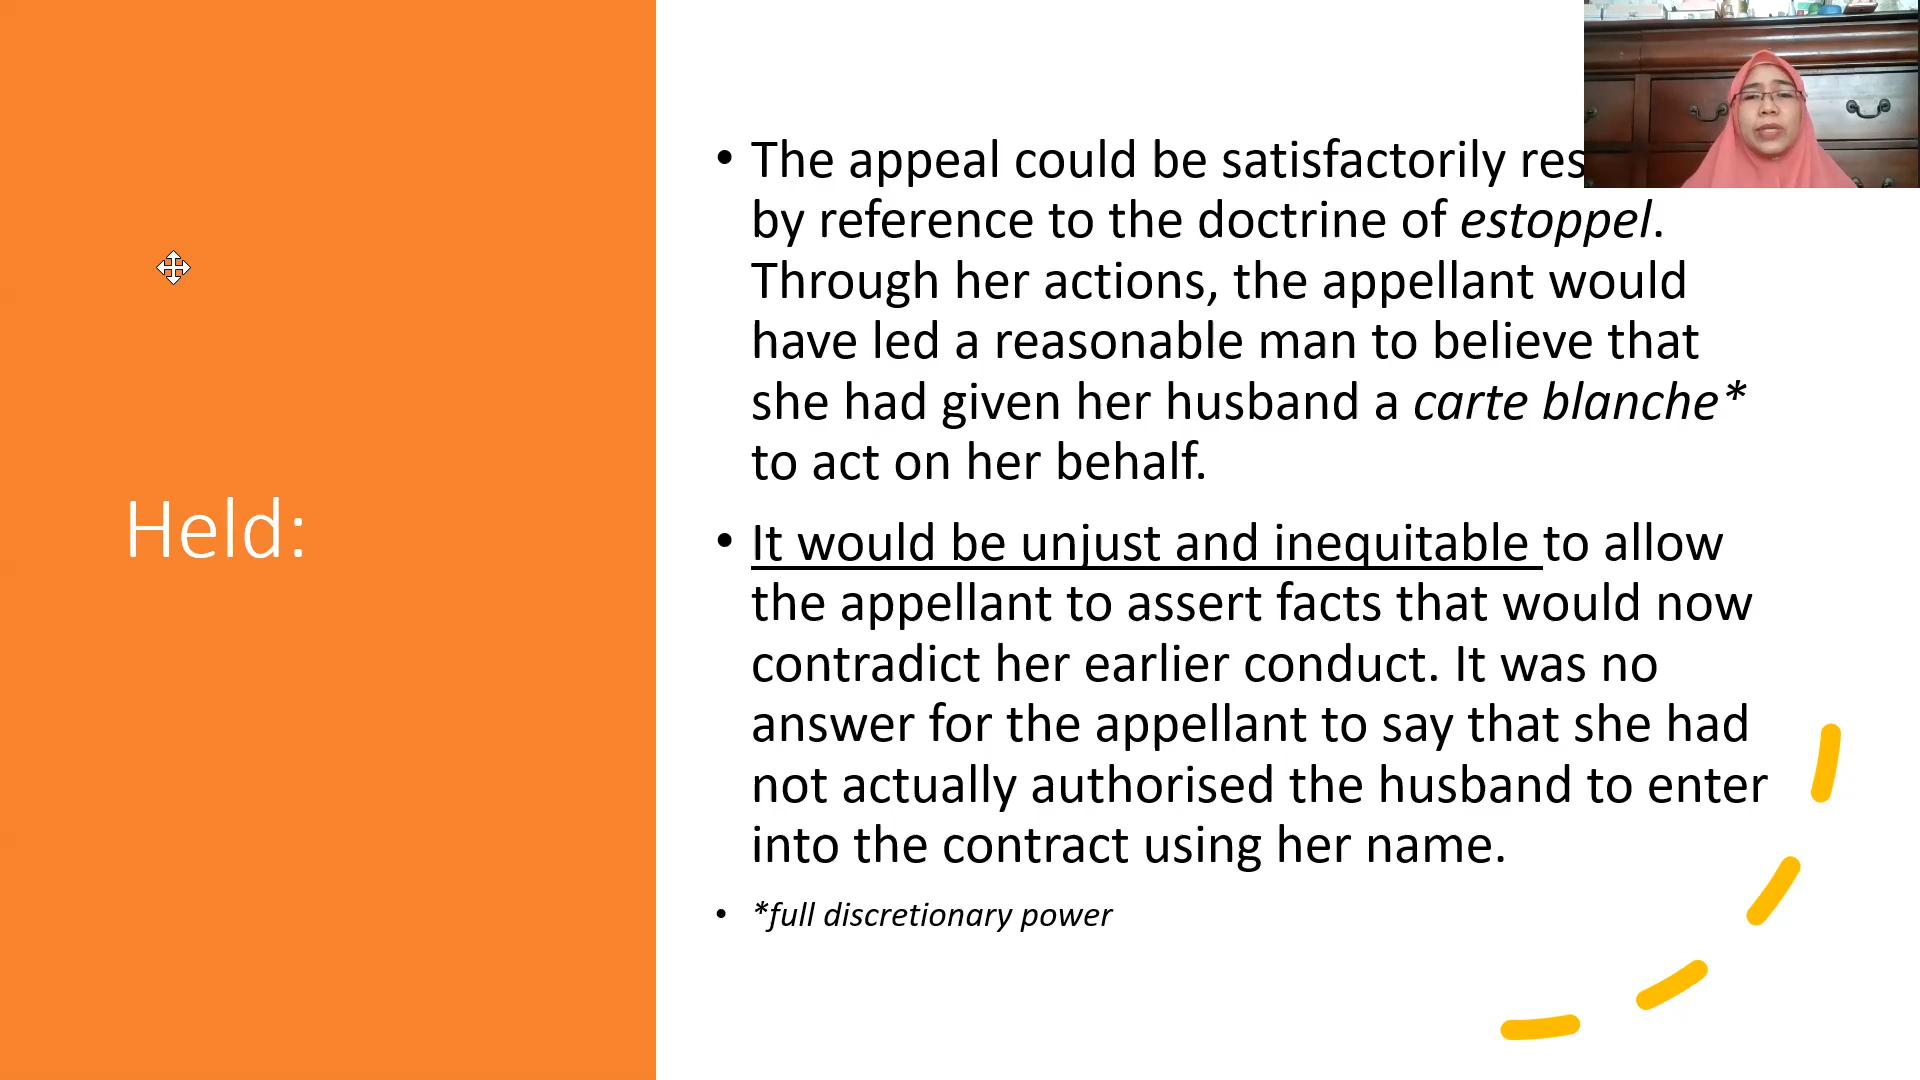 Held:
• The appeal could be satisfactorily
by reference to the doctrine of estoppel.
Through her actions, the appellant would
have led a reasonable man to believe that
she had given her husband a carte blanche*
to act on her behalf.
• It would be unjust and inequitable to allow
the appellant to assert facts that would now
contradict her earlier conduct. It was no
answer for the appellant to say that she had
not actually authorised the husband to enter
into the contract using her name.
• *full discretionary power